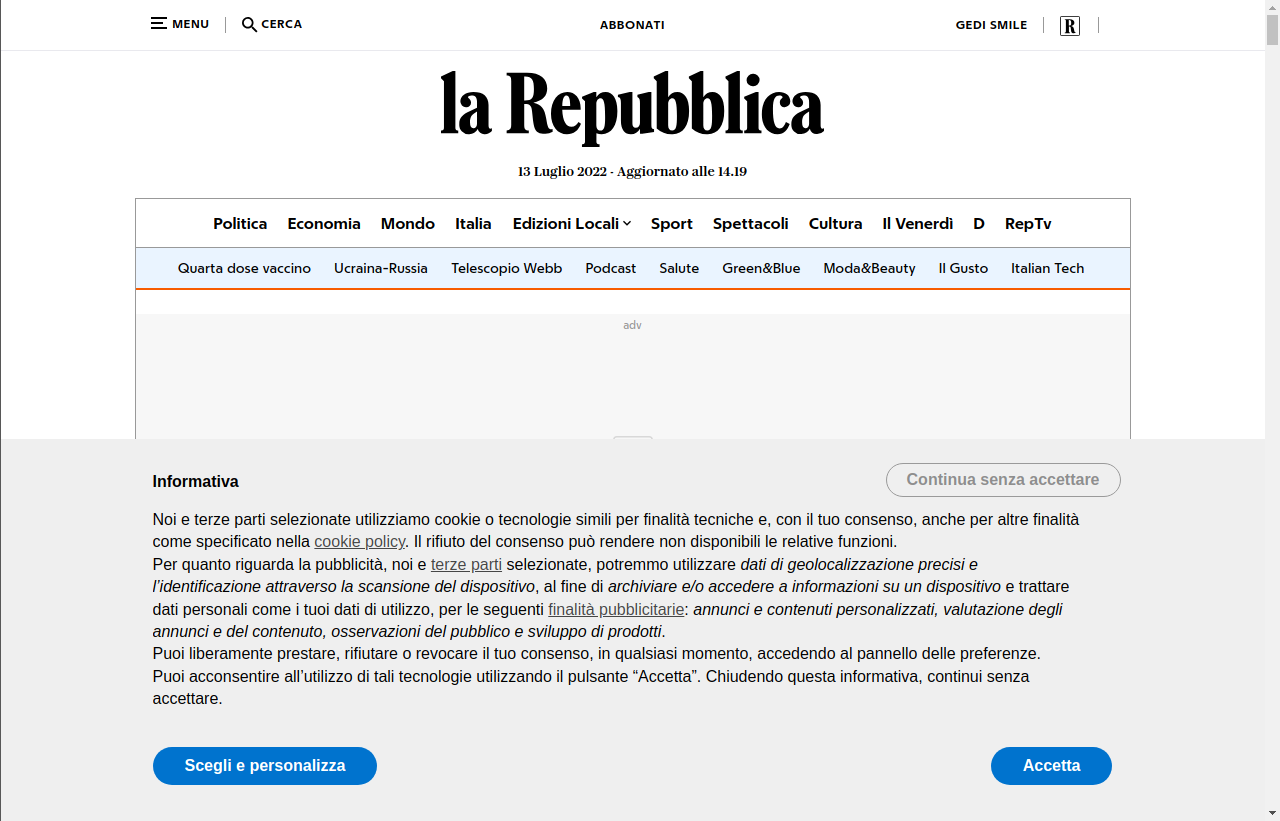 MENU CERCA ABBONATI GEDI SMILE R
la Repubblica
13 Luglio 2022 - Aggiornato alle 14.19
Politica Economia Mondo Italia Edizioni Locali Sport Spettacoli Cultura Il Venerdì D RepTv
Quarta dose vaccino Ucraina-Russia Telescopio Webb Podcast Salute Green&Blue Moda&Beauty Il Gusto Italian Tech
adv
Informativa
Continua senza accettare
Noi e terze parti selezionate utilizziamo cookie o tecnologie simili per finalità tecniche e, con il tuo consenso, anche per altre finalità
come specificato nella cookie policy. Il rifiuto del consenso può rendere non disponibili le relative funzioni.
Per quanto riguarda la pubblicità, noi e terze parti selezionate, potremmo utilizzare dati di geolocalizzazione precisi e
l’identificazione attraverso la scansione del dispositivo, al fine di archiviare e/o accedere a informazioni su un dispositivo e trattare
dati personali come i tuoi dati di utilizzo, per le seguenti finalità pubblicitarie: annunci e contenuti personalizzati, valutazione degli
annunci e del contenuto, osservazioni del pubblico e sviluppo di prodotti.
Puoi liberamente prestare, rifiutare o revocare il tuo consenso, in qualsiasi momento, accedendo al pannello delle preferenze.
Puoi acconsentire all’utilizzo di tali tecnologie utilizzando il pulsante “Accetta”. Chiudendo questa informativa, continui senza
accettare.
Scegli e personalizza Accetta